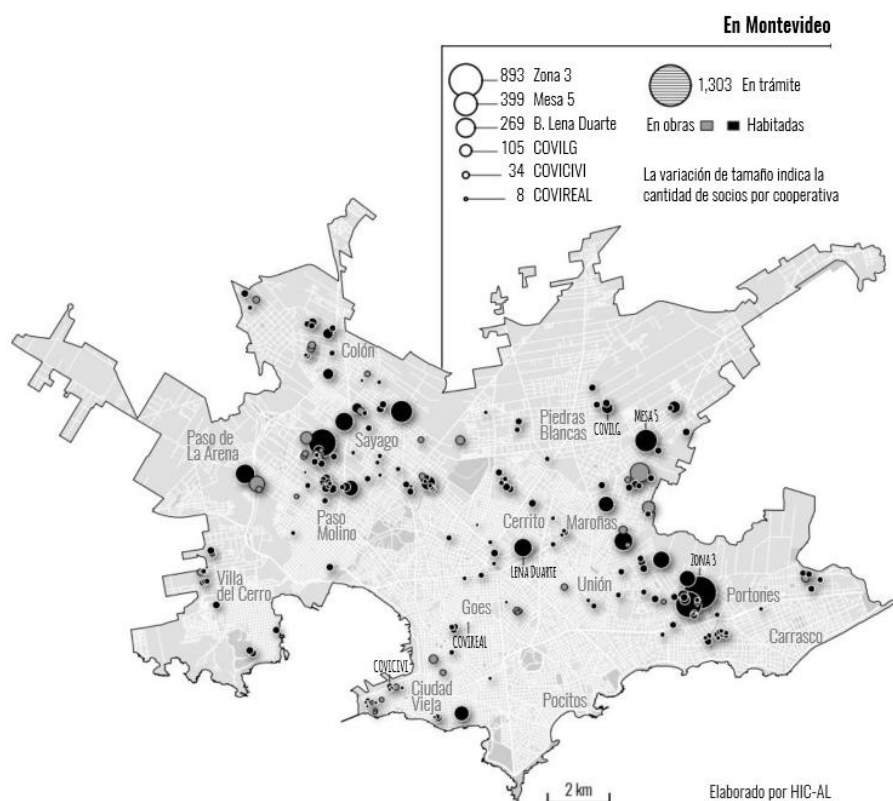 En Montevideo
893 Zona 3
399 Mesa 5
269 B. Lena Duarte
105 COVILG
34 COVICIVI
8 COVIREAL
1,303 En trámite
En obras
Habitadas
La variación de tamaño indica la
cantidad de socios por cooperativa
Colón
Paso de
La Arena
Sayago
Piedras
Blancas
COVILG
MESA 5
Paso
Molino
Cerrito
Maroñas
LENA DUARTE
ZONA 3
Villa
del Cerro
Unión
Portones
Goes
COVIREAL
Carrasco
COVICIVI
Ciudad
Vieja
Pocitos
2 km
Elaborado por HIC-AL